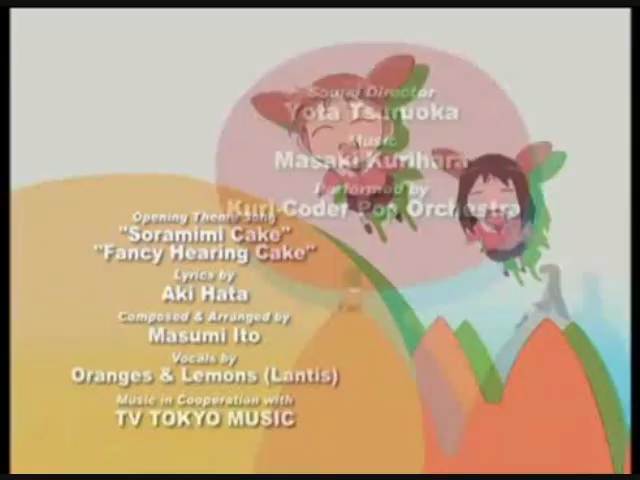 Sound Director
Yota Tsuruoka
Music
Masaki Kurihara
Performed by
Kuri-Coder Pop Orchestra
Opening Theme Song
"Soramimi Cake"
"Fancy Hearing Cake"
Lyrics by
Aki Hata
Composed & Arranged by
Masumi Ito
Vocals by
Oranges & Lemons (Lantis)
Music in Cooperation with
TV TOKYO MUSIC